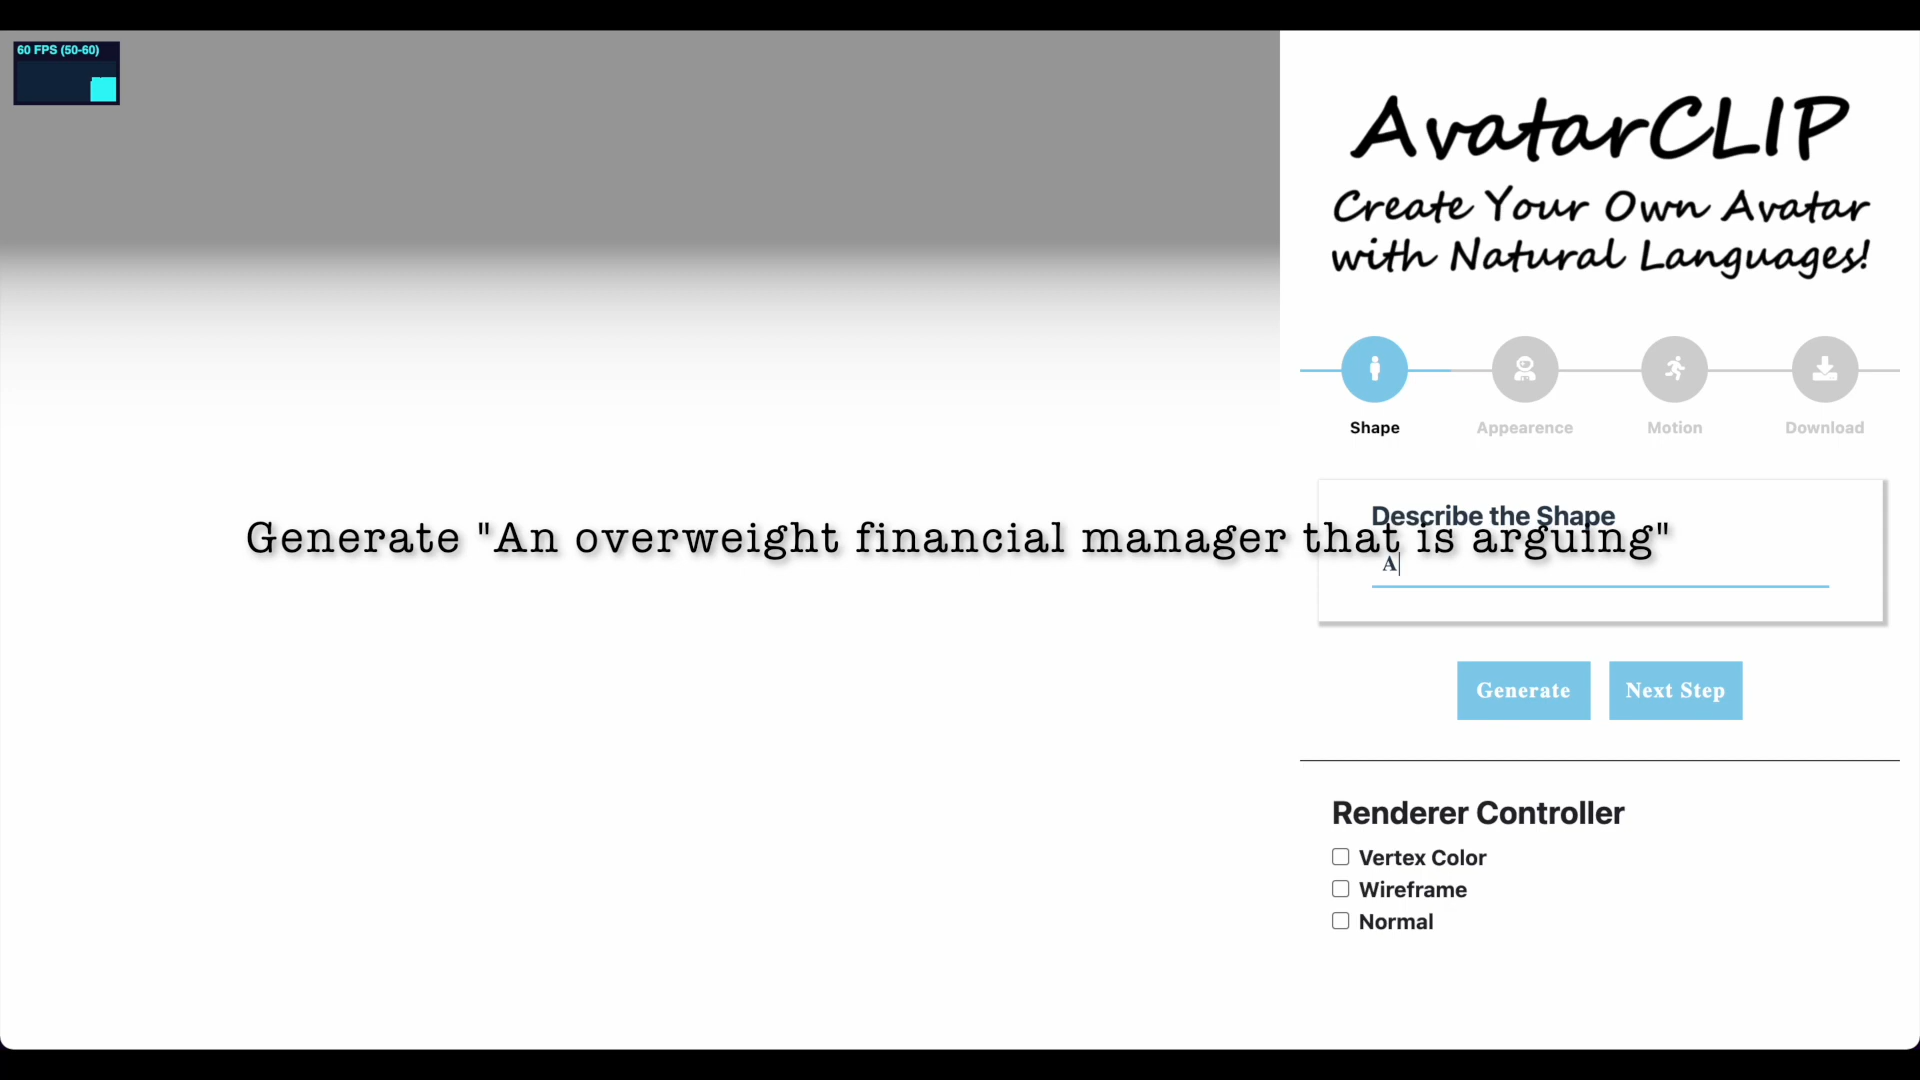 60 FPS (50-60)
AvatarCLIP
Create Your Own Avatar
with Natural Languages!
Shape
Appearence
Motion
Download
Describe the Shape
Generate "An overweight financial manager that is arguing"
A
Generate
Next Step
Renderer Controller
Vertex Color
Wireframe
Normal